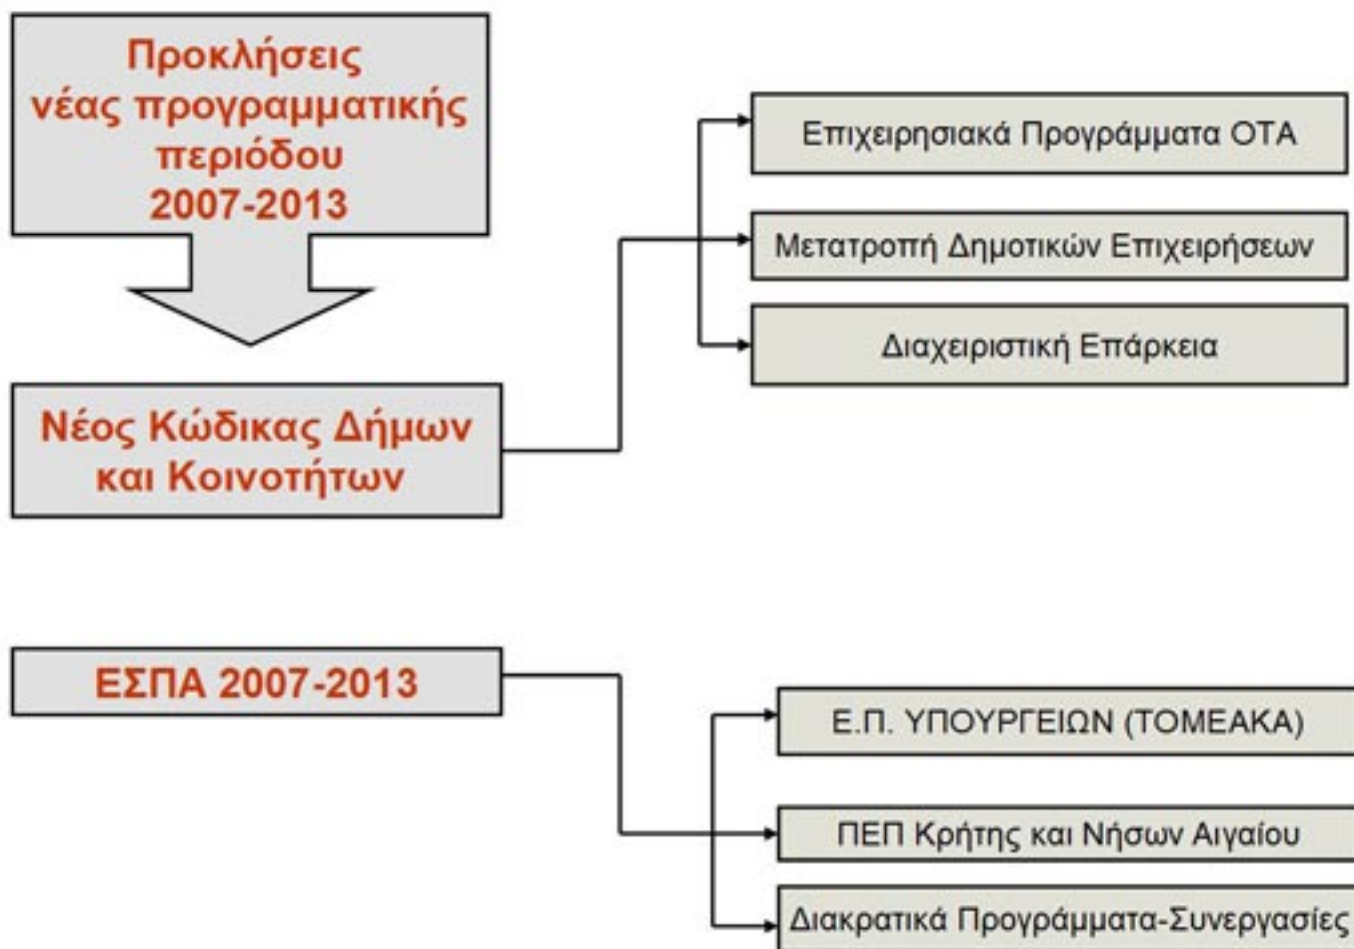 Προκλήσεις
νέας προγραμματικής
περιόδου
2007-2013
Νέος Κώδικας Δήμων
και Κοινοτήτων
Επιχειρησιακά Προγράμματα ΟΤΑ
Μετατροπή Δημοτικών Επιχειρήσεων
Διαχειριστική Επάρκεια
ΕΣΠΑ 2007-2013
Ε.Π. ΥΠΟΥΡΓΕΙΩΝ (ΤΟΜΕΑΚΑ)
ΠΕΠ Κρήτης και Νήσων Αιγαίου
Διακρατικά Προγράμματα-Συνεργασίες